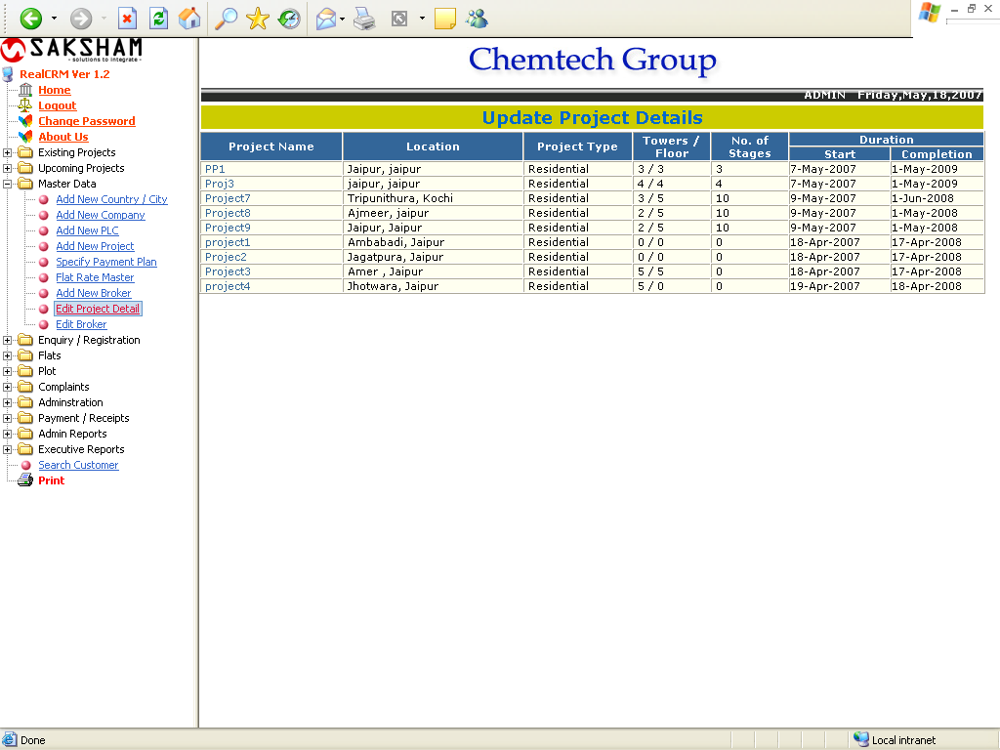 SAKSHAM
- solutions to integrate -
RealCRM Ver 1.2
Home
Logout
Change Password
About Us
Existing Projects
Upcoming Projects
Master Data
Add New Country / City
Add New Company
Add New PLC
Add New Project
Specify Payment Plan
Flat Rate Master
Add New Broker
Edit Project Detail
Edit Broker
Enquiry / Registration
Flats
Plot
Complaints
Adminstration
Payment / Receipts
Admin Reports
Executive Reports
Search Customer
Print
Chemtech Group
ADMIN Friday,May,18,2007
Update Project Details
Project Name Location Project Type Towers / Floor No. of Stages Duration
Start Completion
PP1 Jaipur, jaipur Residential 3 / 3 3 7-May-2007 1-May-2009
Proj3 jaipur, jaipur Residential 4 / 4 4 7-May-2007 1-May-2009
Project7 Tripunithura, Kochi Residential 3 / 5 10 9-May-2007 1-Jun-2008
Project8 Ajmeer, jaipur Residential 2 / 5 10 9-May-2007 1-May-2008
Project9 Jaipur, Jaipur Residential 2 / 5 10 9-May-2007 1-May-2008
project1 Ambabadi, Jaipur Residential 0 / 0 0 18-Apr-2007 17-Apr-2008
Projec2 Jagatpura, Jaipur Residential 0 / 0 0 18-Apr-2007 17-Apr-2008
Project3 Amer , Jaipur Residential 5 / 5 0 18-Apr-2007 17-Apr-2008
project4 Jhotwara, Jaipur Residential 5 / 0 0 19-Apr-2007 18-Apr-2008
Done
Local intranet